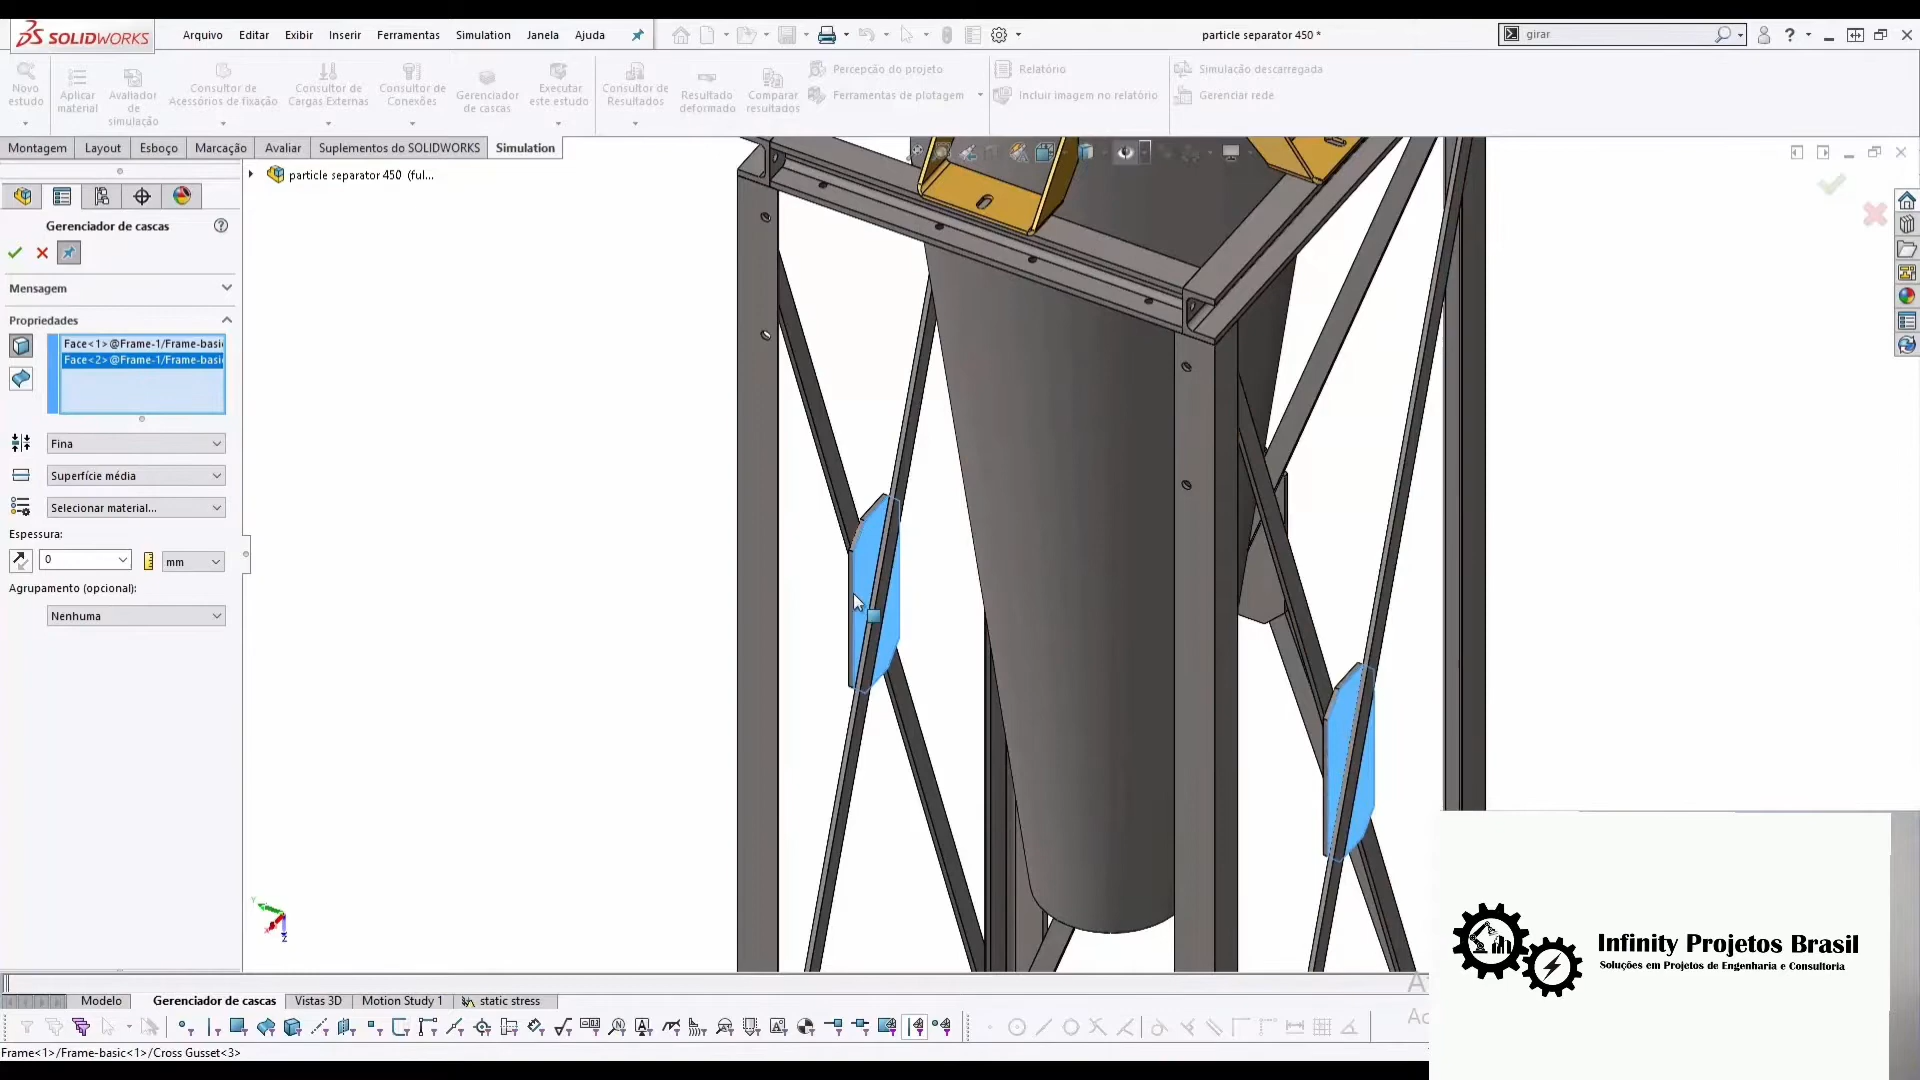 SOLIDWORKS
Arquivo Editar Exibir Inserir Ferramentas Simulation Janela Ajuda
particle separator 450 *
girar
Novo estudo
Aplicar material
Avaliador de simulação
Consultor de Acessórios de fixação
Consultor de Cargas Externas
Consultor de Conexões
Gerenciador de cascas
Executar este estudo
Consultor de Resultados
Resultado deformado
Comparar resultados
Percepção do projeto
Ferramentas de plotagem
Relatório
Incluir imagem no relatório
Simulação descarregada
Gerenciar rede
Montagem Layout Esboço Marcação Avaliar Suplementos do SOLIDWORKS Simulation
particle separator 450 (ful...
Gerenciador de cascas
Mensagem
Propriedades
Face<1>@Frame-1/Frame-basi
Face<2>@Frame-1/Frame-basi
Fina
Superfície média
Selecionar material...
Espessura:
0 mm
Agrupamento (opcional):
Nenhuma
Modelo Gerenciador de cascas Vistas 3D Motion Study 1 static stress
Frame<1>/Frame-basic<1>/Cross Gusset<3>
Infinity Projetos Brasil
Soluções em Projetos de Engenharia e Consultoria